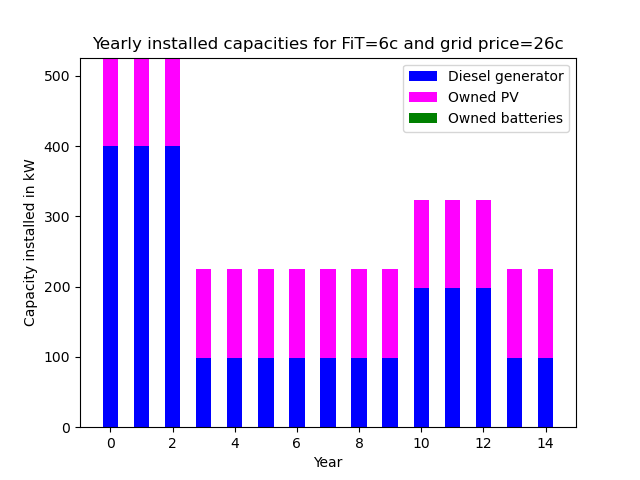 Yearly installed capacities for FiT=6c and grid price=26c
Diesel generator
Owned PV
Owned batteries
Capacity installed in kW
500
400
300
200
100
0
0 2 4 6 8 10 12 14
Year